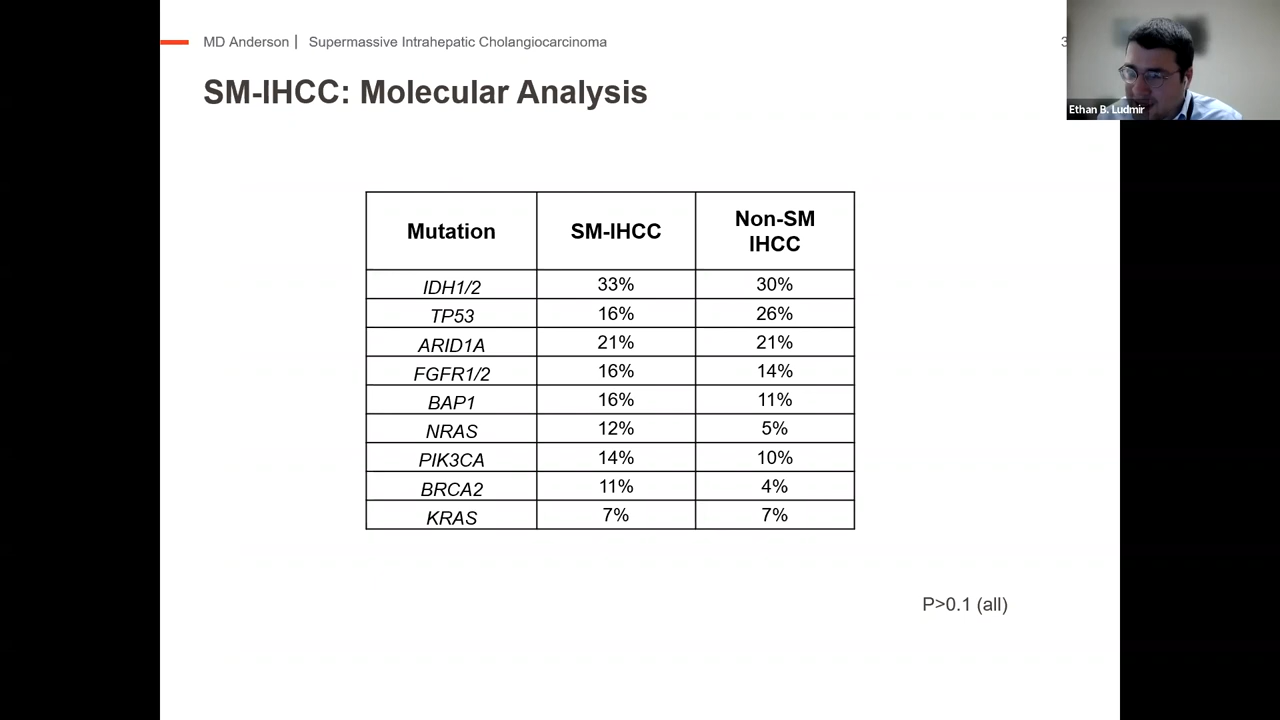 MD Anderson | Supermassive Intrahepatic Cholangiocarcinoma
3
Ethan B. Ludmir
SM-IHCC: Molecular Analysis
Mutation SM-IHCC Non-SM IHCC
IDH1/2 33% 30%
TP53 16% 26%
ARID1A 21% 21%
FGFR1/2 16% 14%
BAP1 16% 11%
NRAS 12% 5%
PIK3CA 14% 10%
BRCA2 11% 4%
KRAS 7% 7%
P>0.1 (all)